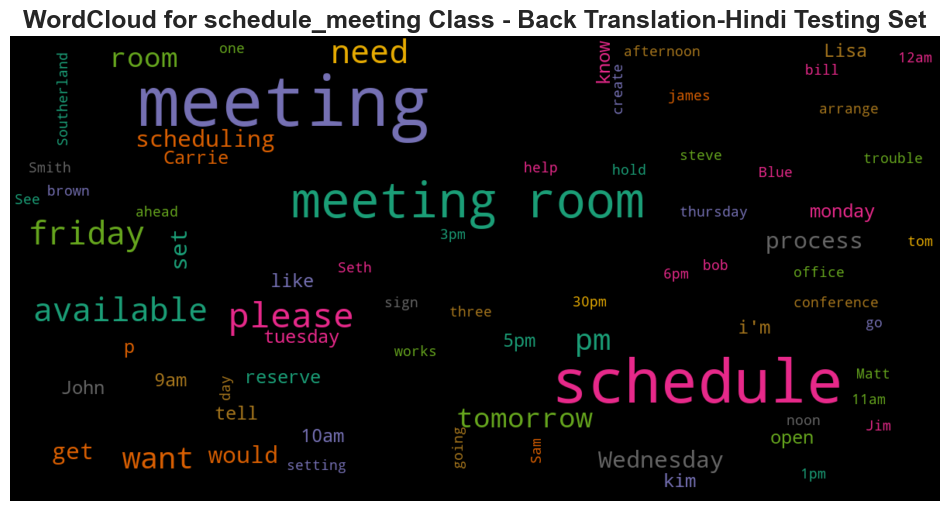 WordCloud for schedule_meeting Class - Back Translation-Hindi Testing Set
one
need
know
afternoon
Lisa
room
12am
bill
Southerland
create
meeting
james
arrange
scheduling
Carrie
steve
trouble
Smith
help
hold
Blue
brown
See
meeting room
ahead
thursday
monday
friday
set
3pm
process
tom
Seth
6pm
bob
office
like
available
please
sign
three
30pm
conference
go
tuesday
5pm
pm
i'm
p
works
John
9am
day
reserve
schedule
Matt
11am
tell
tomorrow
noon
Jim
get
want
would
10am
setting
going
Sam
Wednesday
open
kim
1pm